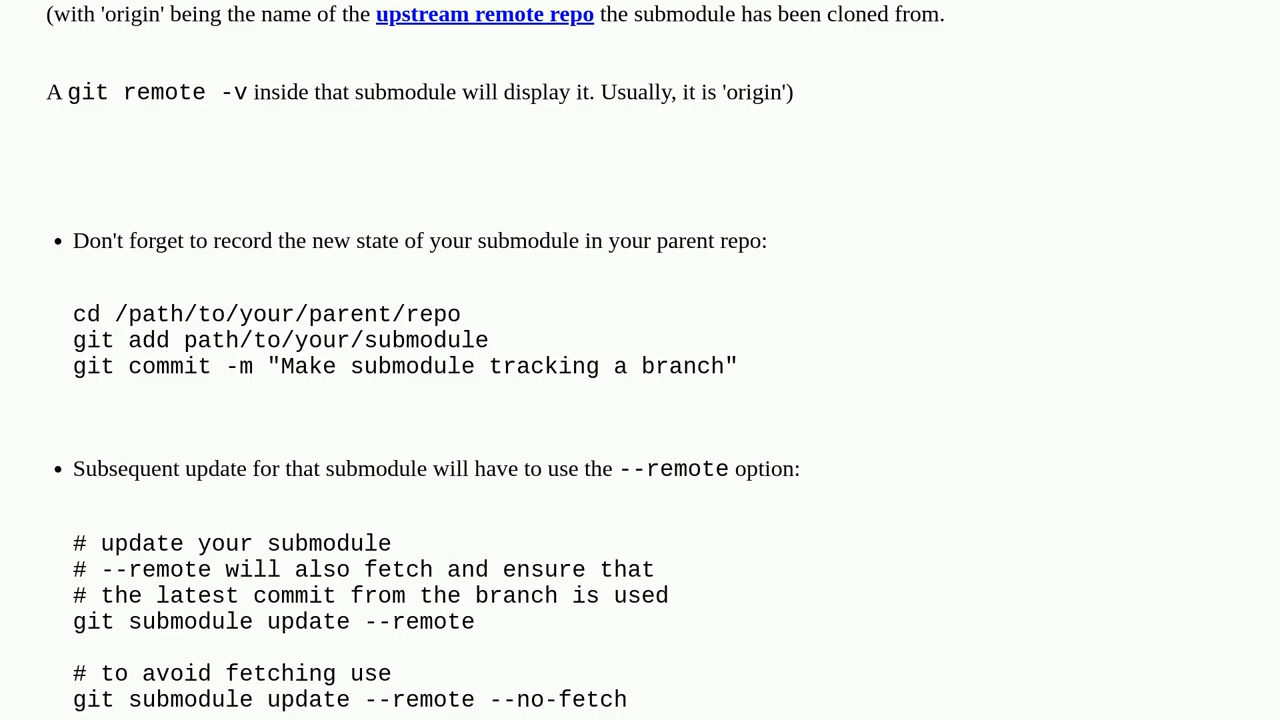 (with 'origin' being the name of the upstream remote repo the submodule has been cloned from.
A git remote -v inside that submodule will display it. Usually, it is 'origin')
• Don't forget to record the new state of your submodule in your parent repo:
cd /path/to/your/parent/repo
git add path/to/your/submodule
git commit -m "Make submodule tracking a branch"
• Subsequent update for that submodule will have to use the --remote option:
# update your submodule
# --remote will also fetch and ensure that
# the latest commit from the branch is used
git submodule update --remote
# to avoid fetching use
git submodule update --remote --no-fetch